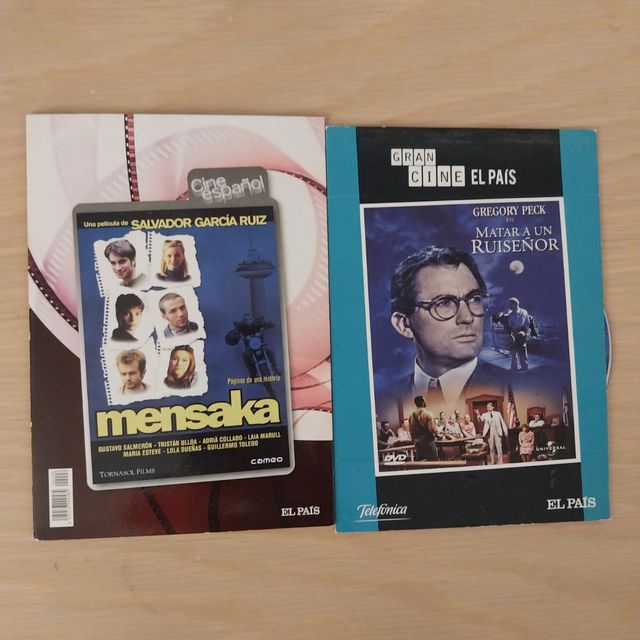 Cine
español
Una película de SALVADOR GARCÍA RUIZ
Páginas de una historia
mensaka
GUSTAVO SALMERÓN - TRISTÁN ULLOA - ADRIÀ COLLADO - LAIA MARULL
MARIA ESTEVE - LOLA DUEÑAS - GUILLERMO TOLEDO
TORNASOL FILMS
cameo
EL PAÍS
GRAN
CINE EL PAÍS
GREGORY PECK
EN
MATAR A UN
RUISEÑOR
DVD
UNIVERSAL
Telefónica
EL PAÍS